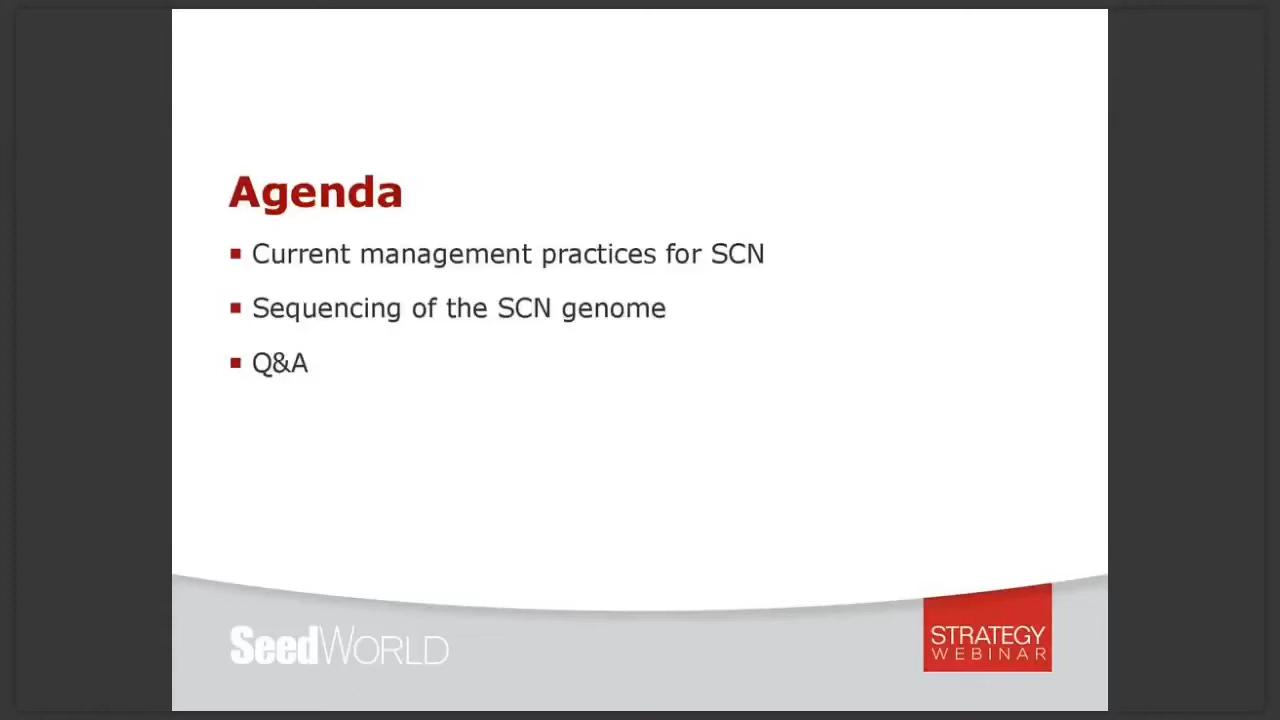 Agenda
▪ Current management practices for SCN
▪ Sequencing of the SCN genome
▪ Q&A
SeedWORLD
STRATEGY
WEBINAR